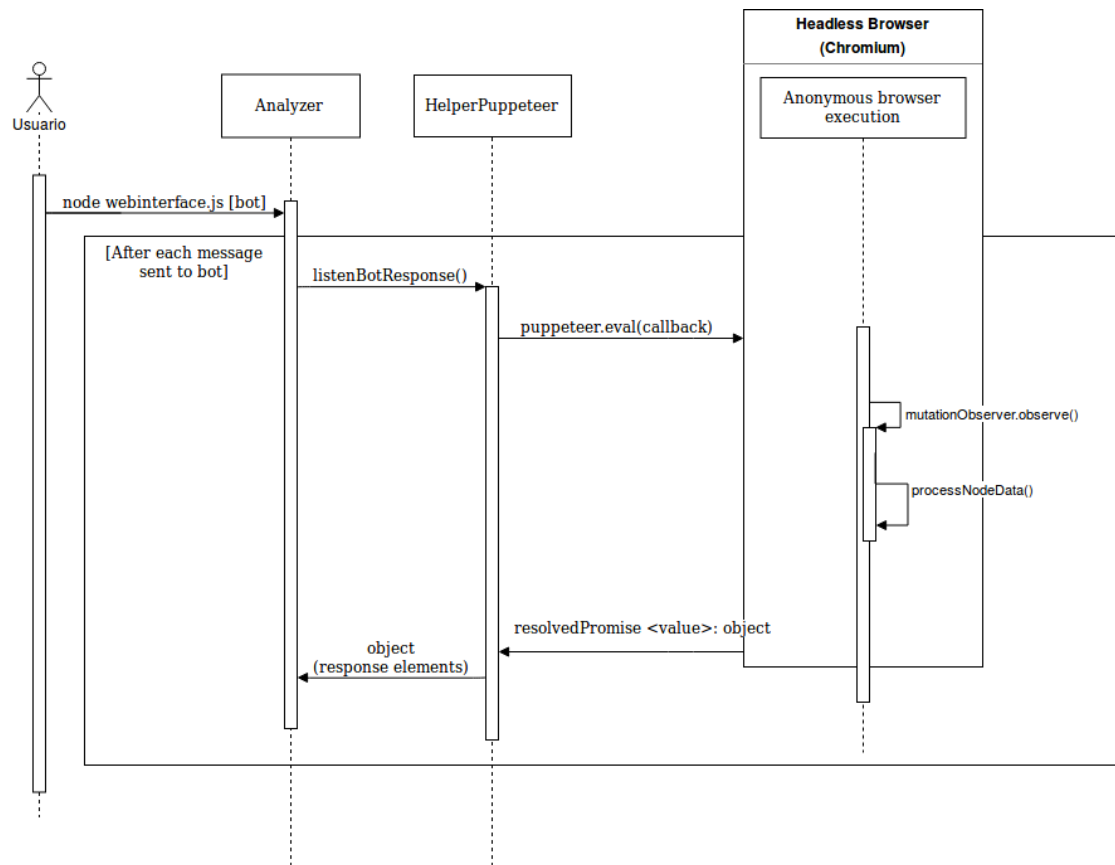 Headless Browser
(Chromium)
Usuario
Analyzer
HelperPuppeteer
Anonymous browser
execution
node webinterface.js [bot]
[After each message
sent to bot]
listenBotResponse()
puppeteer.eval(callback)
mutationObserver.observe()
processNodeData()
resolvedPromise <value>: object
object
(response elements)